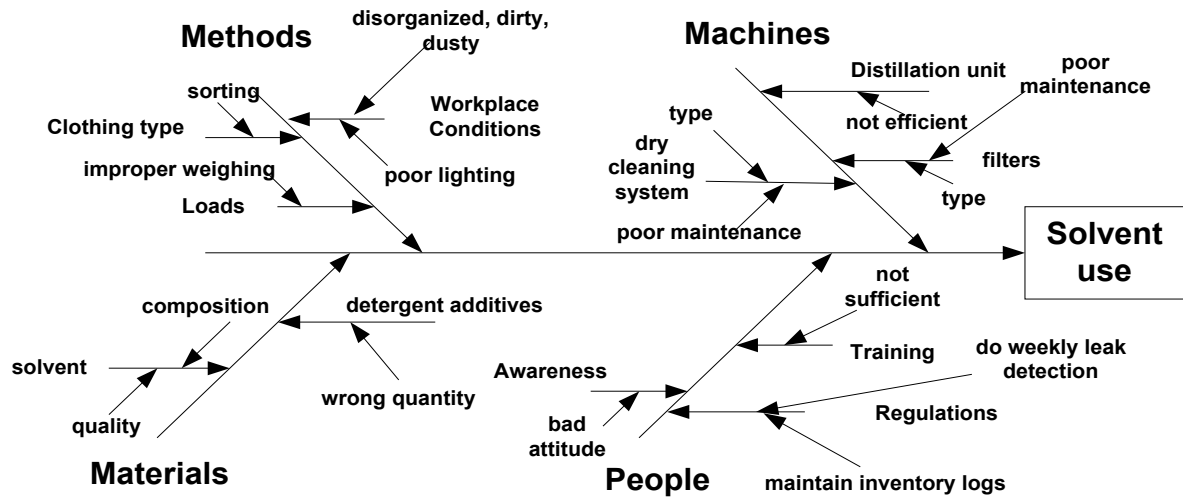 Methods
disorganized, dirty,
dusty
sorting
Clothing type
Workplace
Conditions
improper weighing
poor lighting
Loads
Machines
Distillation unit
not efficient
poor
maintenance
type
dry
cleaning
system
filters
type
poor maintenance
Solvent
use
composition
detergent additives
solvent
quality
wrong quantity
Materials
not
sufficient
Training
do weekly leak
detection
Awareness
bad
attitude
Regulations
maintain inventory logs
People